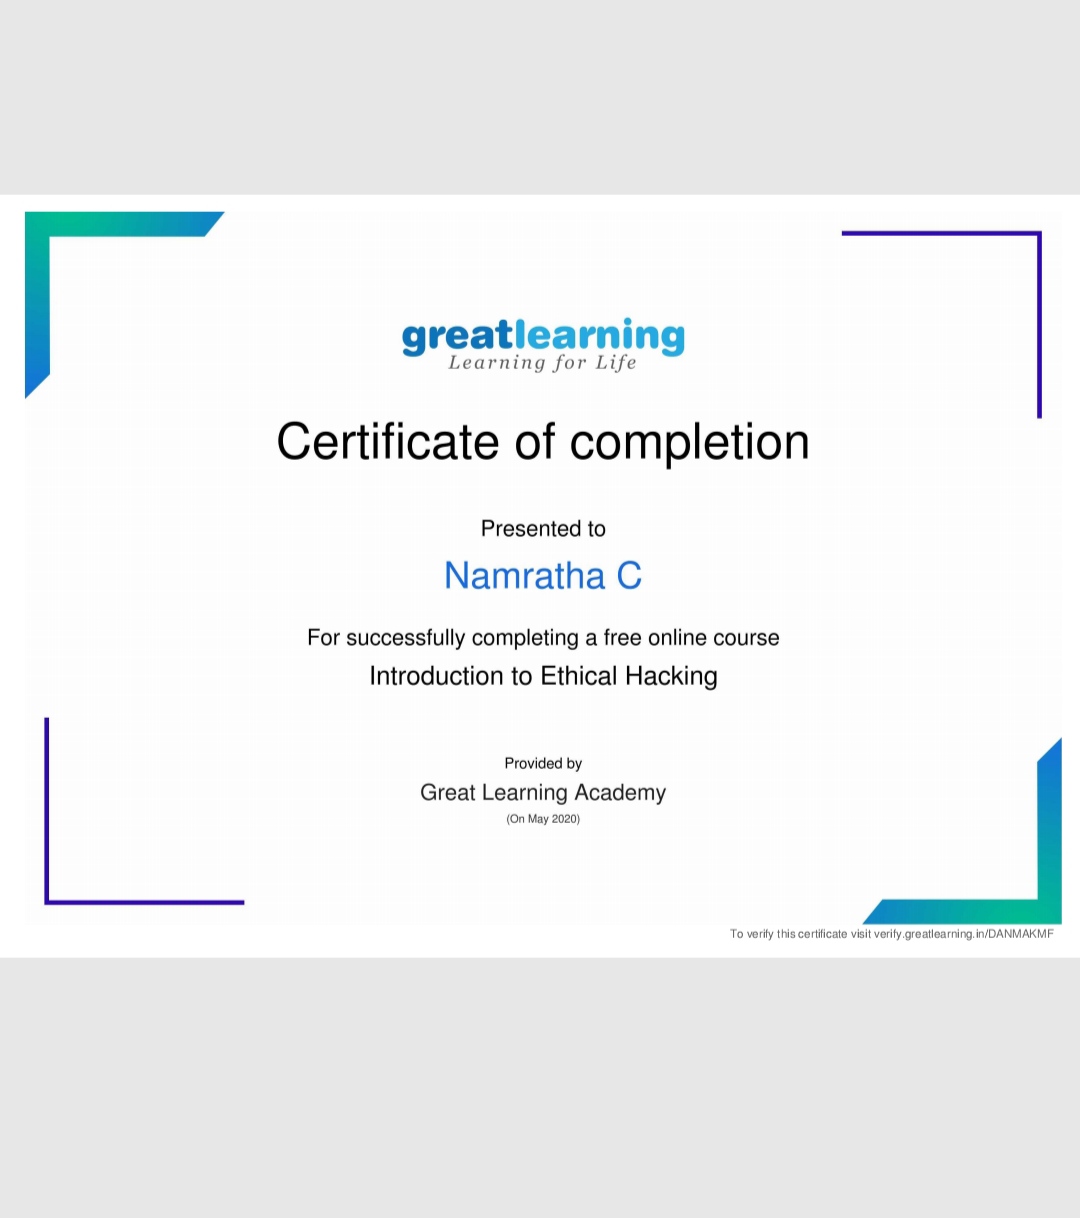 greatlearning
Learning for Life
Certificate of completion
Presented to
Namratha C
For successfully completing a free online course
Introduction to Ethical Hacking
Provided by
Great Learning Academy
(On May 2020)
To verify this certificate visit verify.greatlearning.in/DANMAKMF